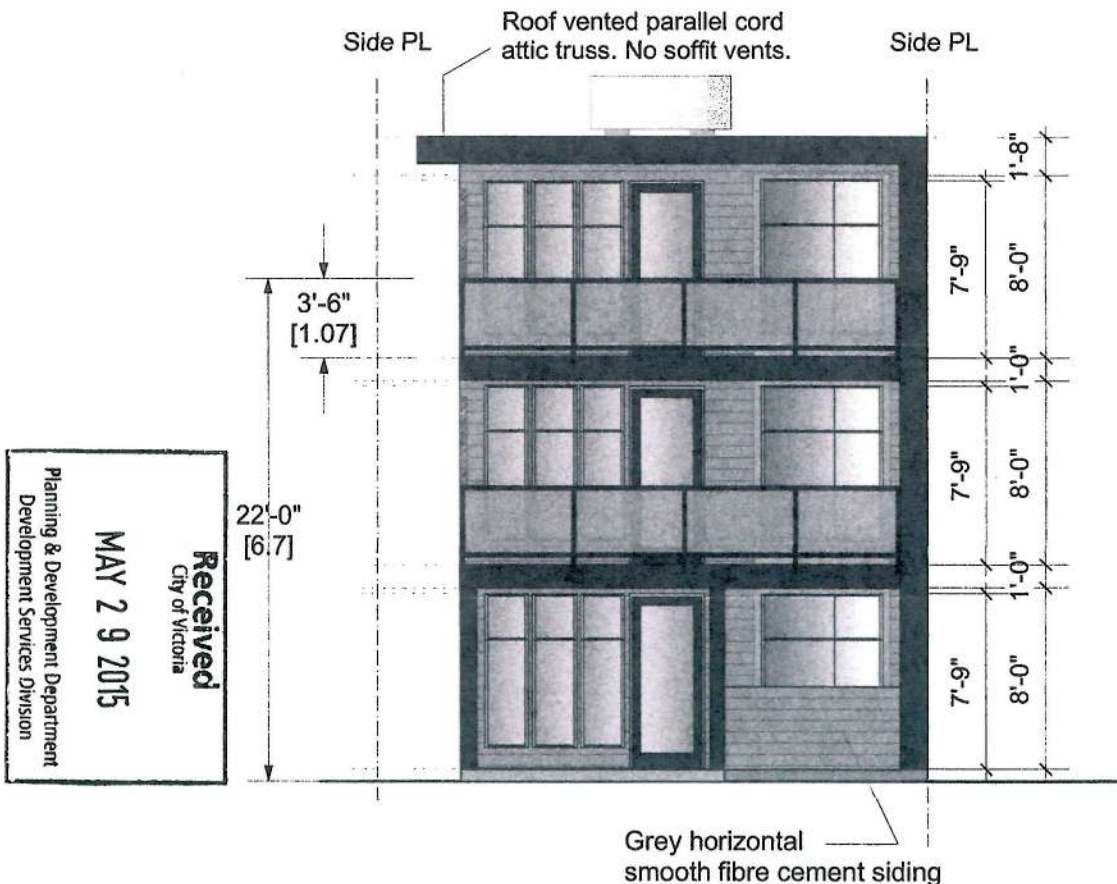 Side PL
Roof vented parallel cord
attic truss. No soffit vents.
Side PL
1'-8"
7'-9"
8'-0"
3'-6"
[1.07]
1'-0"
7'-9"
8'-0"
22'-0"
[6.7]
1'-0"
7'-9"
8'-0"
Received
City of Victoria
MAY 29 2015
Planning & Development Department
Development Services Division
Grey horizontal
smooth fibre cement siding